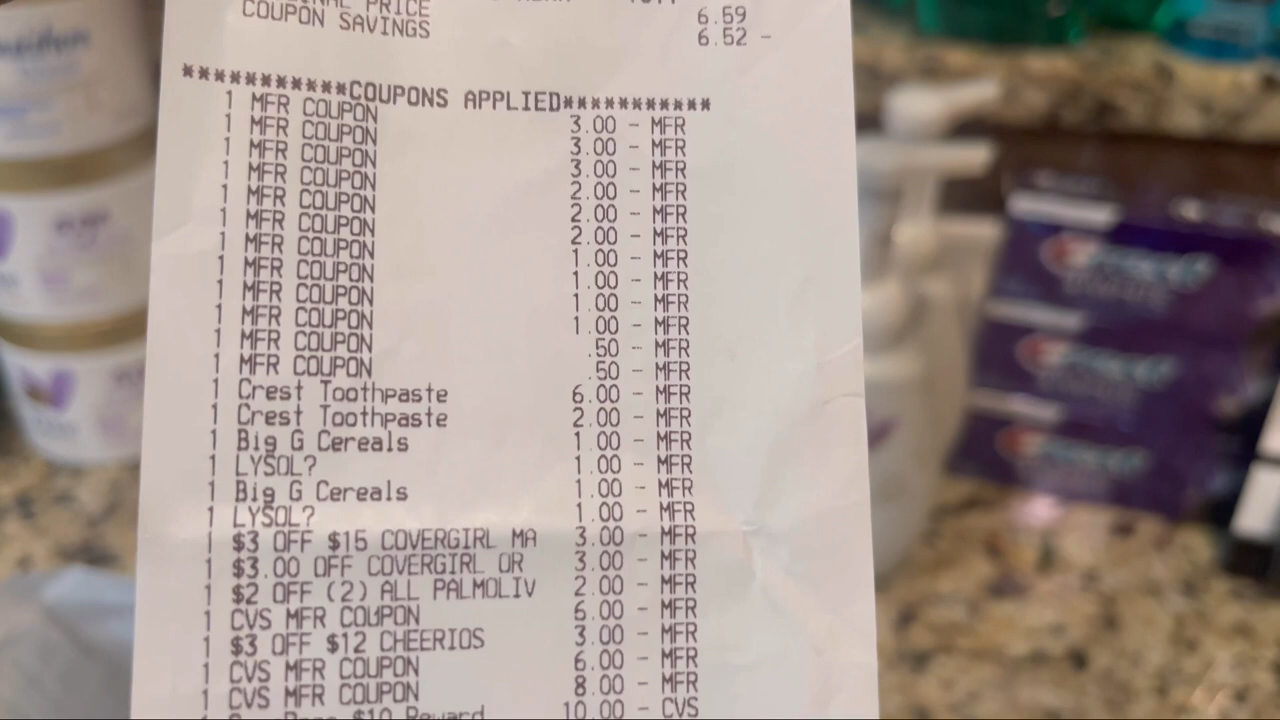 PRICE 6.59
COUPON SAVINGS 6.52 -
***********COUPONS APPLIED***********
1 MFR COUPON 3.00 - MFR
1 MFR COUPON 3.00 - MFR
1 MFR COUPON 3.00 - MFR
1 MFR COUPON 2.00 - MFR
1 MFR COUPON 2.00 - MFR
1 MFR COUPON 2.00 - MFR
1 MFR COUPON 1.00 - MFR
1 MFR COUPON 1.00 - MFR
1 MFR COUPON 1.00 - MFR
1 MFR COUPON 1.00 - MFR
1 MFR COUPON .50 - MFR
1 MFR COUPON .50 - MFR
1 Crest Toothpaste 6.00 - MFR
1 Crest Toothpaste 2.00 - MFR
1 Big G Cereals 1.00 - MFR
1 LYSOL? 1.00 - MFR
1 Big G Cereals 1.00 - MFR
1 LYSOL? 1.00 - MFR
1 $3 OFF $15 COVERGIRL MA 3.00 - MFR
1 $3.00 OFF COVERGIRL OR 3.00 - MFR
1 $2 OFF (2) ALL PALMOLIV 2.00 - MFR
1 CVS MFR COUPON 6.00 - MFR
1 $3 OFF $12 CHEERIOS 3.00 - MFR
1 CVS MFR COUPON 6.00 - MFR
1 CVS MFR COUPON 8.00 - MFR
$10 Reward 10.00 - CVS